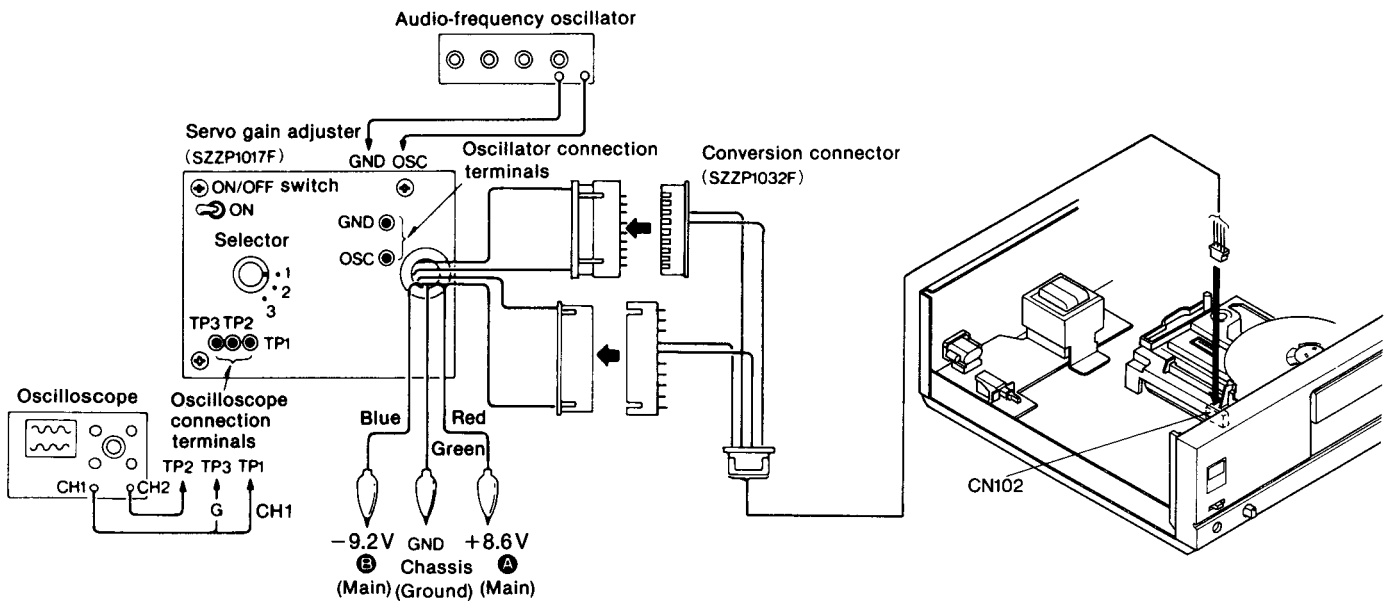 Audio-frequency oscillator
Servo gain adjuster
(SZZP1017F)
GND OSC
Oscillator connection
terminals
Conversion connector
(SZZP1032F)
ON/OFF switch
ON
GND
OSC
Selector
1
2
3
TP3 TP2
TP1
Oscilloscope
Oscilloscope
connection
terminals
TP2 TP3 TP1
CH1
CH2
G
CH1
Blue
Red
Green
−9.2V
B
(Main)
GND
Chassis
(Ground)
+8.6V
A
(Main)
CN102